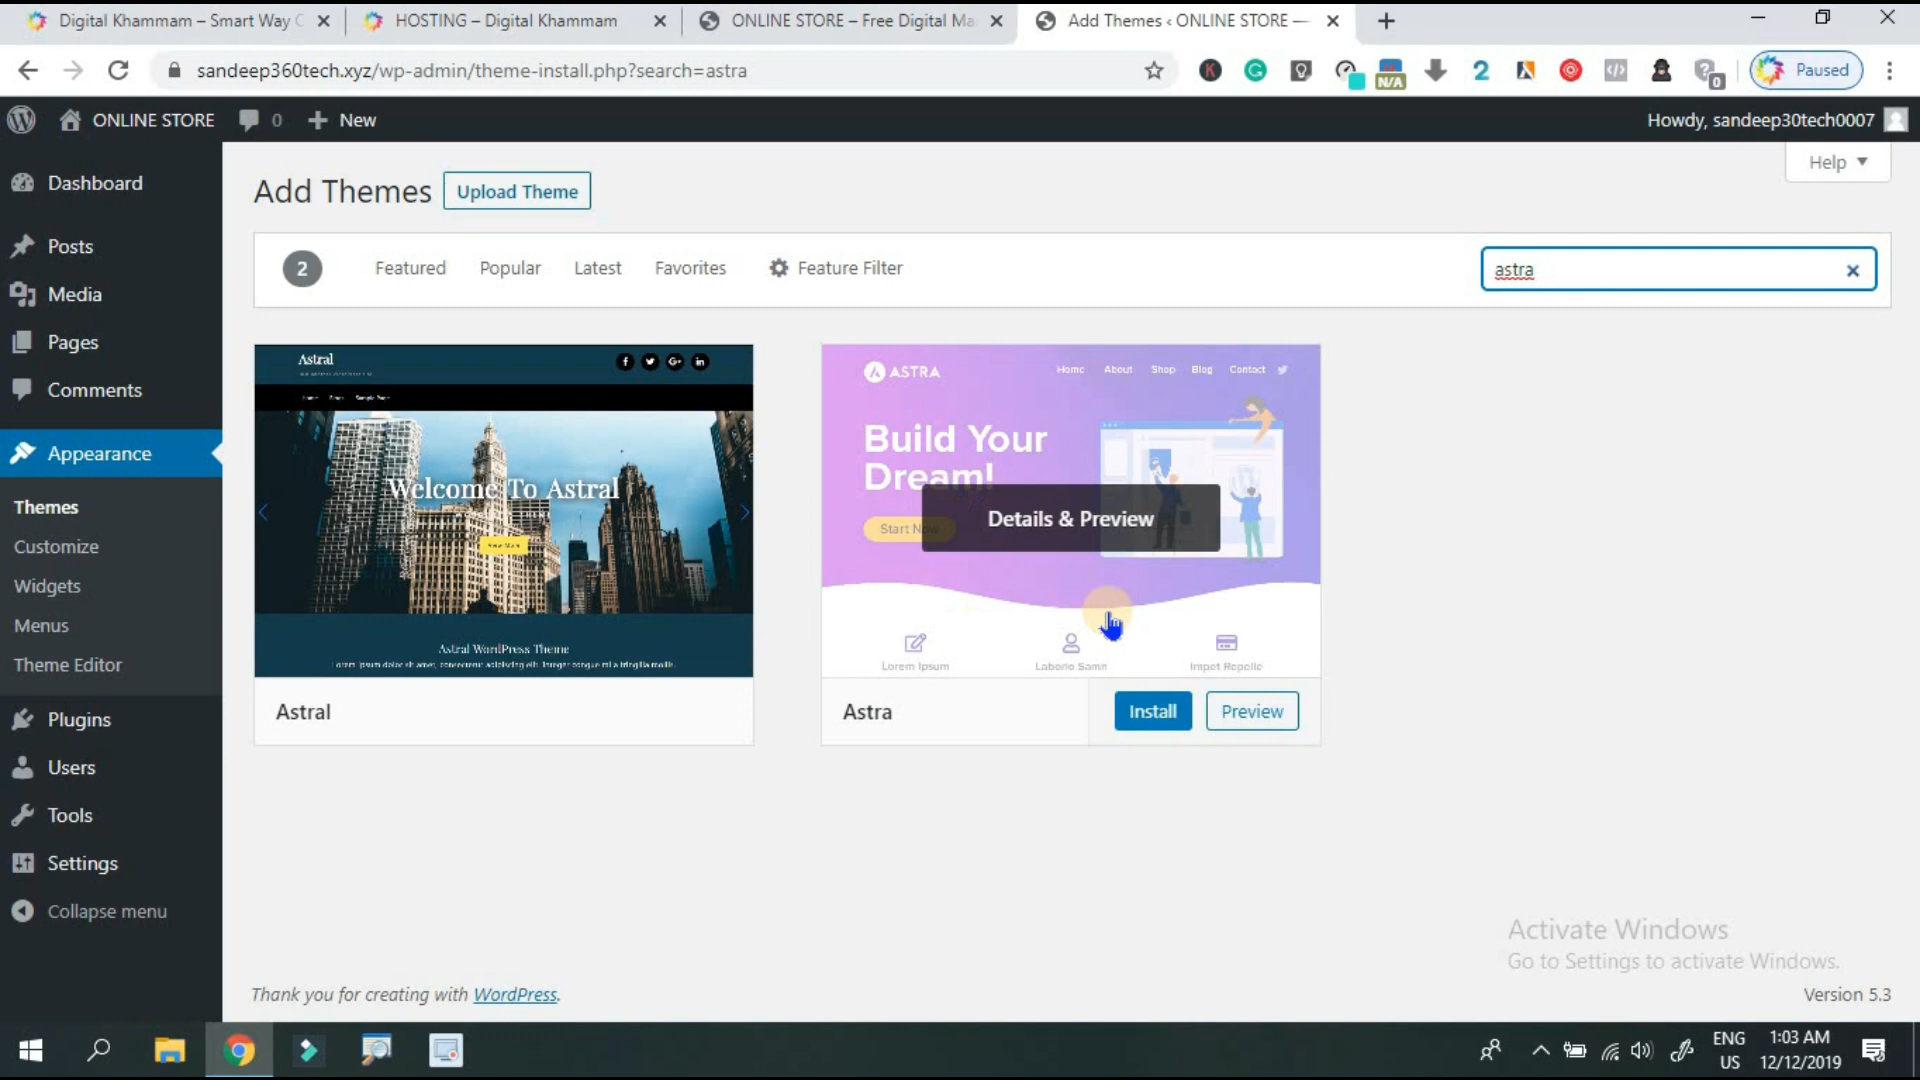 Digital Khammam – Smart Way C
HOSTING – Digital Khammam
ONLINE STORE – Free Digital Ma
Add Themes ‹ ONLINE STORE —
sandeep360tech.xyz/wp-admin/theme-install.php?search=astra
N/A
2
0
Paused
ONLINE STORE
0
New
Howdy, sandeep30tech0007
Dashboard
Posts
Media
Pages
Comments
Appearance
Themes
Customize
Widgets
Menus
Theme Editor
Plugins
Users
Tools
Settings
Collapse menu
Help
Add Themes
Upload Theme
2
Featured
Popular
Latest
Favorites
Feature Filter
astra
Astral
Welcome To Astral
Astral WordPress Theme
Astral
ASTRA
Home
About
Shop
Blog
Contact
Build Your
Dream!
Start Now
Details & Preview
Lorem Ipsum
Impet Repelle
Astra
Install
Preview
Activate Windows
Go to Settings to activate Windows.
Thank you for creating with WordPress.
Version 5.3
ENG
US
1:03 AM
12/12/2019